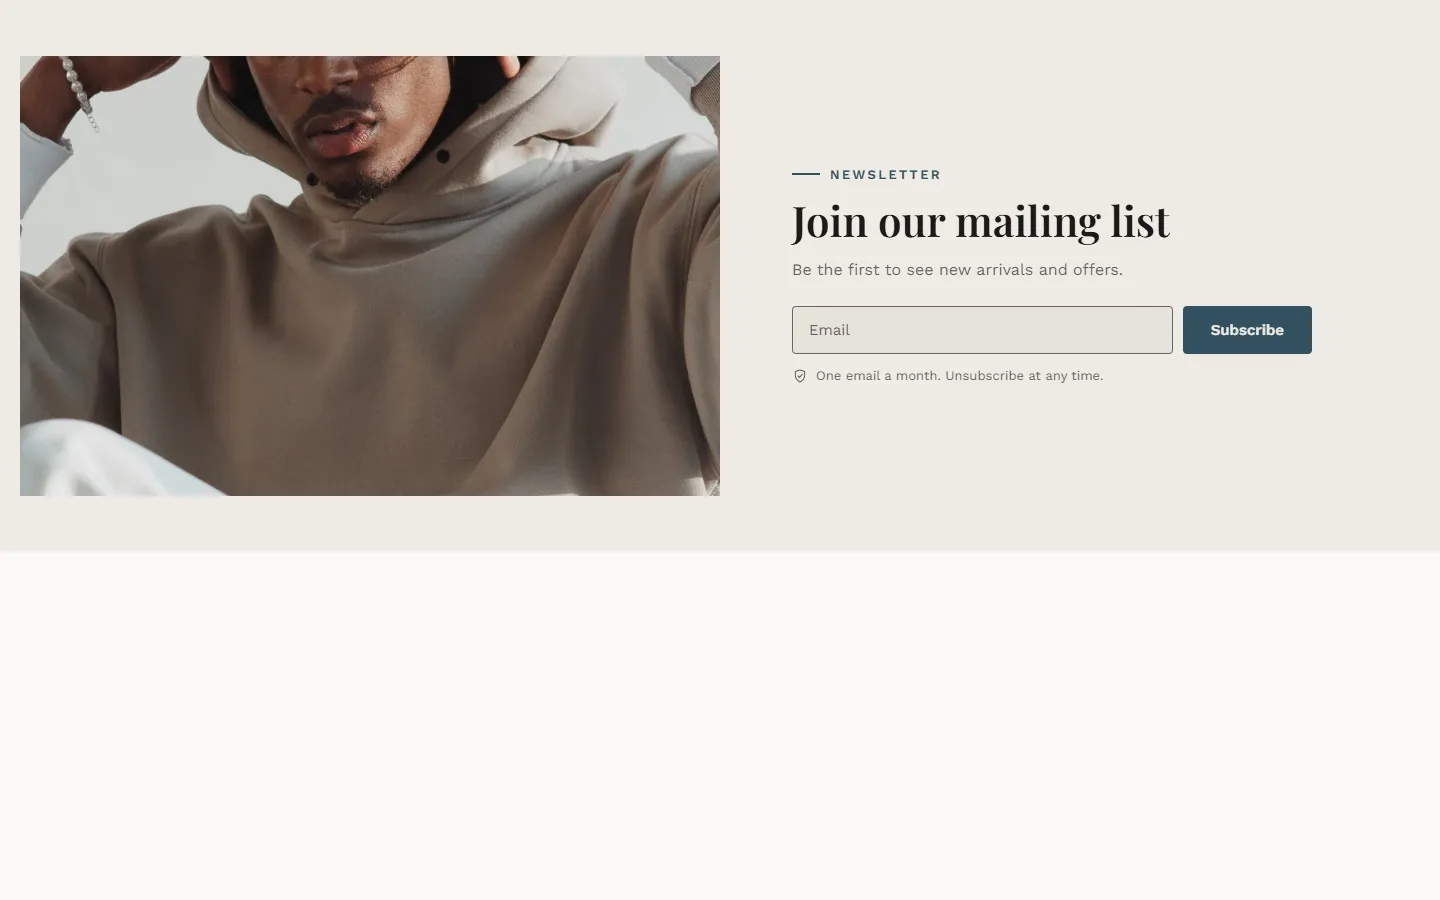 NEWSLETTER
Join our mailing list
Be the first to see new arrivals and offers.
Email
Subscribe
One email a month. Unsubscribe at any time.